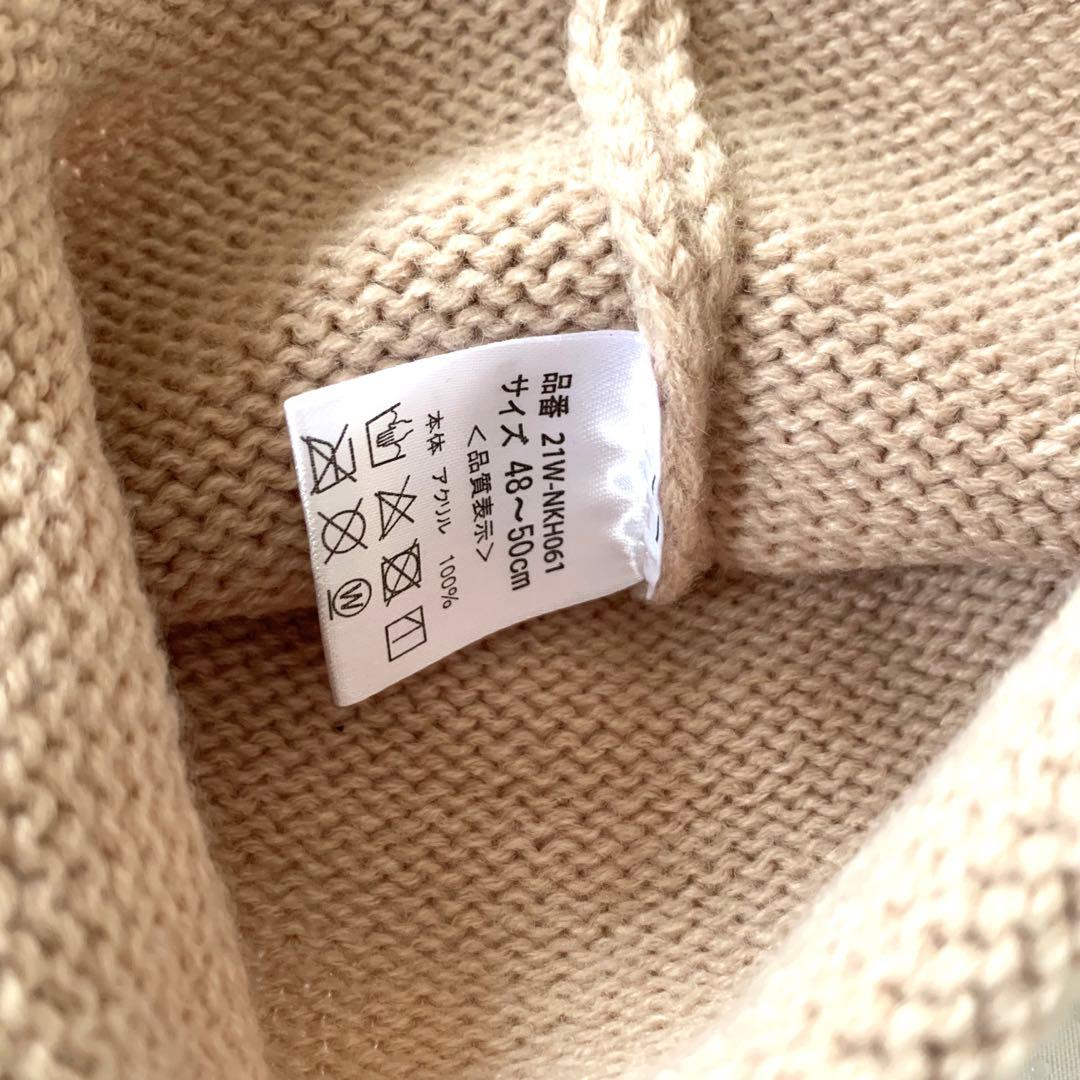 品番 21W-NKH061
サイズ 48～50cm
＜品質表示＞
本体 アクリル 100%
W